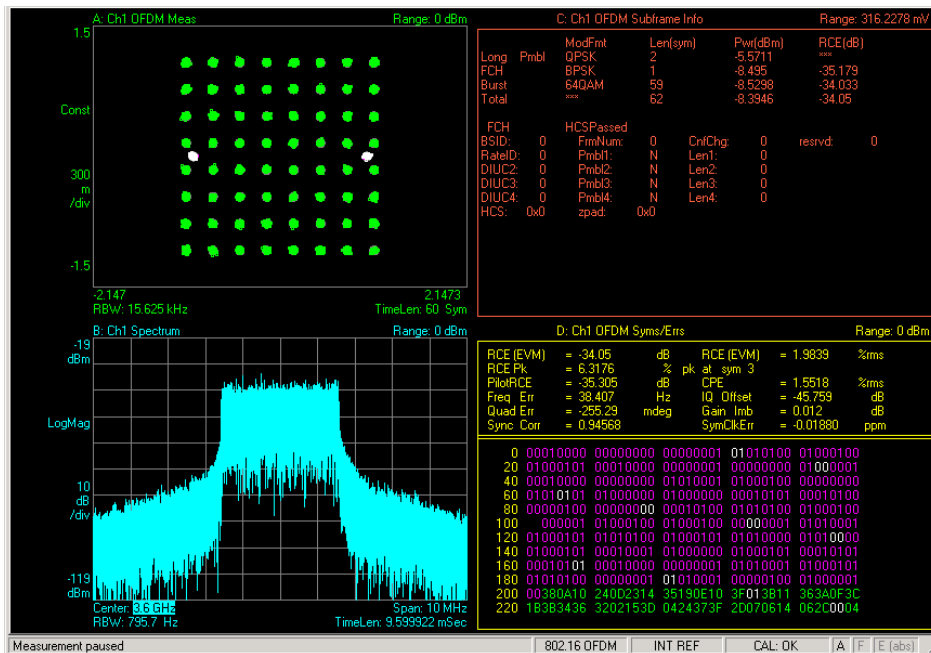 A: Ch1 OFDM Meas Range: 0 dBm
1.5
Const
300
m
/div
-1.5
-2.147 2.1473
RBW: 15.625 kHz TimeLen: 60 Sym
C: Ch1 OFDM Subframe Info Range: 316.2278 mV
ModFmt Len(sym) Pwr(dBm) RCE(dB)
Long Pmbl QPSK 2 -5.5711 ***
FCH BPSK 1 -8.495 -35.179
Burst 64QAM 59 -8.5298 -34.033
Total *** 62 -8.3946 -34.05
FCH HCSPassed
BSID: 0 FrmNum: 0 CnfChg: 0 resrvd: 0
RateID: 0 Pmbl1: N Len1: 0
DIUC2: 0 Pmbl2: N Len2: 0
DIUC3: 0 Pmbl3: N Len3: 0
DIUC4: 0 Pmbl4: N Len4: 0
HCS: 0x0 zpad: 0x0
B: Ch1 Spectrum Range: 0 dBm
-19
dBm
LogMag
10
dB
/div
-119
dBm
Center: 3.6 GHz Span: 10 MHz
RBW: 795.7 Hz TimeLen: 9.599922 mSec
D: Ch1 OFDM Syms/Errs Range: 0 dBm
RCE (EVM) = -34.05 dB RCE (EVM) = 1.9839 %rms
RCE Pk = 6.3176 % pk at sym 3
PilotRCE = -35.305 dB CPE = 1.5518 %rms
Freq Err = 38.407 Hz IQ Offset = -45.759 dB
Quad Err = -255.29 mdeg Gain Imb = 0.012 dB
Sync Corr = 0.94568 SymClkErr = -0.01880 ppm
0 00010000 00000000 00000001 01010100 01000100
20 01000101 00010001 01000100 00000000 01000001
40 00010000 00000000 01010001 01000000 01010100
60 01010101 01000000 01000000 01000101 00010100
80 00000100 00000000 00010100 00010101 00010000
100 000001 01000100 01000100 00000001 01010001
120 01000101 01010101 01010100 01010000 01010000
140 01000101 00010001 01000000 01000101 00010101
160 00010101 01000100 01000101 01000100 01010001
180 01010100 00000001 01010001 00000100 01010000
200 00380A10 240D2314 35190E10 3F013B11 363A0F3C
220 1B3B3436 3202153D 0424373F 2D070614 062C0004
Measurement paused 802.16 OFDM INT REF CAL: OK A F E (abs)